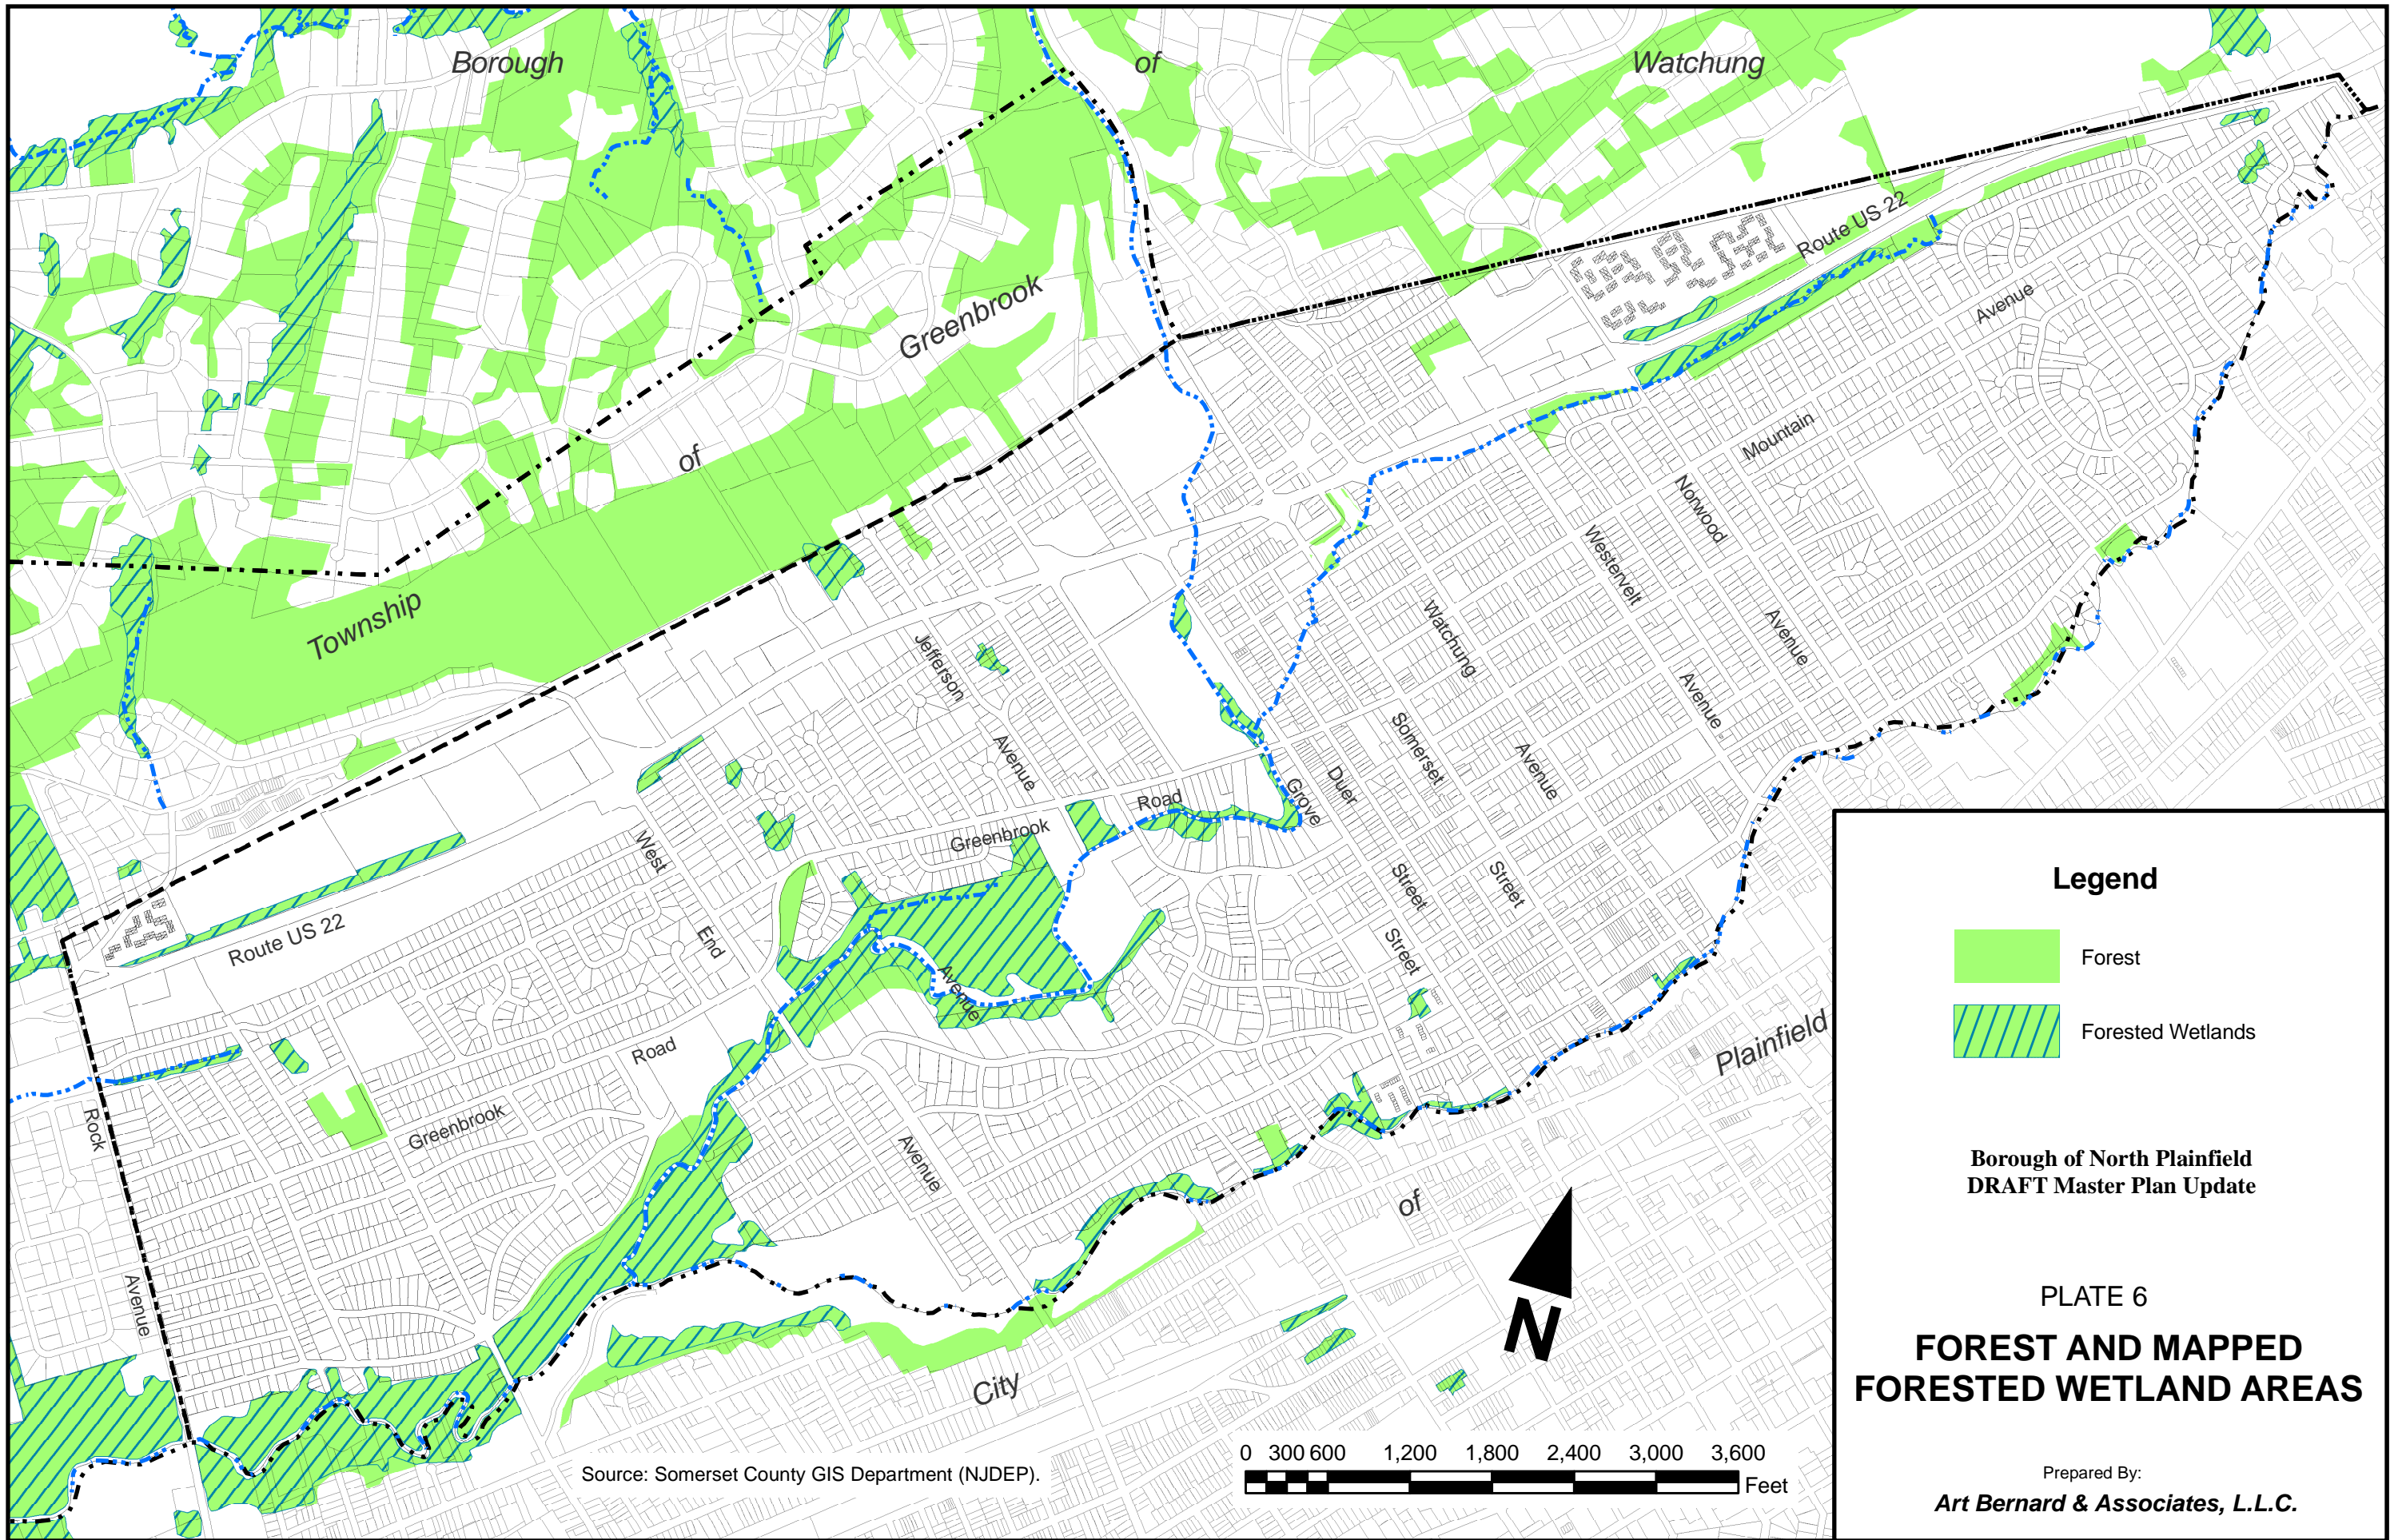 Borough
of
Watchung
Greenbrook
of
Township
Route US 22
Avenue
Mountain
Norwood
Avenue
Westervelt
Avenue
Watchung
Avenue
Somerset
Street
Duer
Street
Grove
Street
Jefferson
Avenue
Road
Greenbrook
West
End
Avenue
Avenue
Route US 22
Road
Greenbrook
Rock
Avenue
Plainfield
of
City
N
Source: Somerset County GIS Department (NJDEP).
0 300 600 1,200 1,800 2,400 3,000 3,600
Feet
Legend
Forest
Forested Wetlands
Borough of North Plainfield
DRAFT Master Plan Update
PLATE 6
FOREST AND MAPPED
FORESTED WETLAND AREAS
Prepared By:
Art Bernard & Associates, L.L.C.